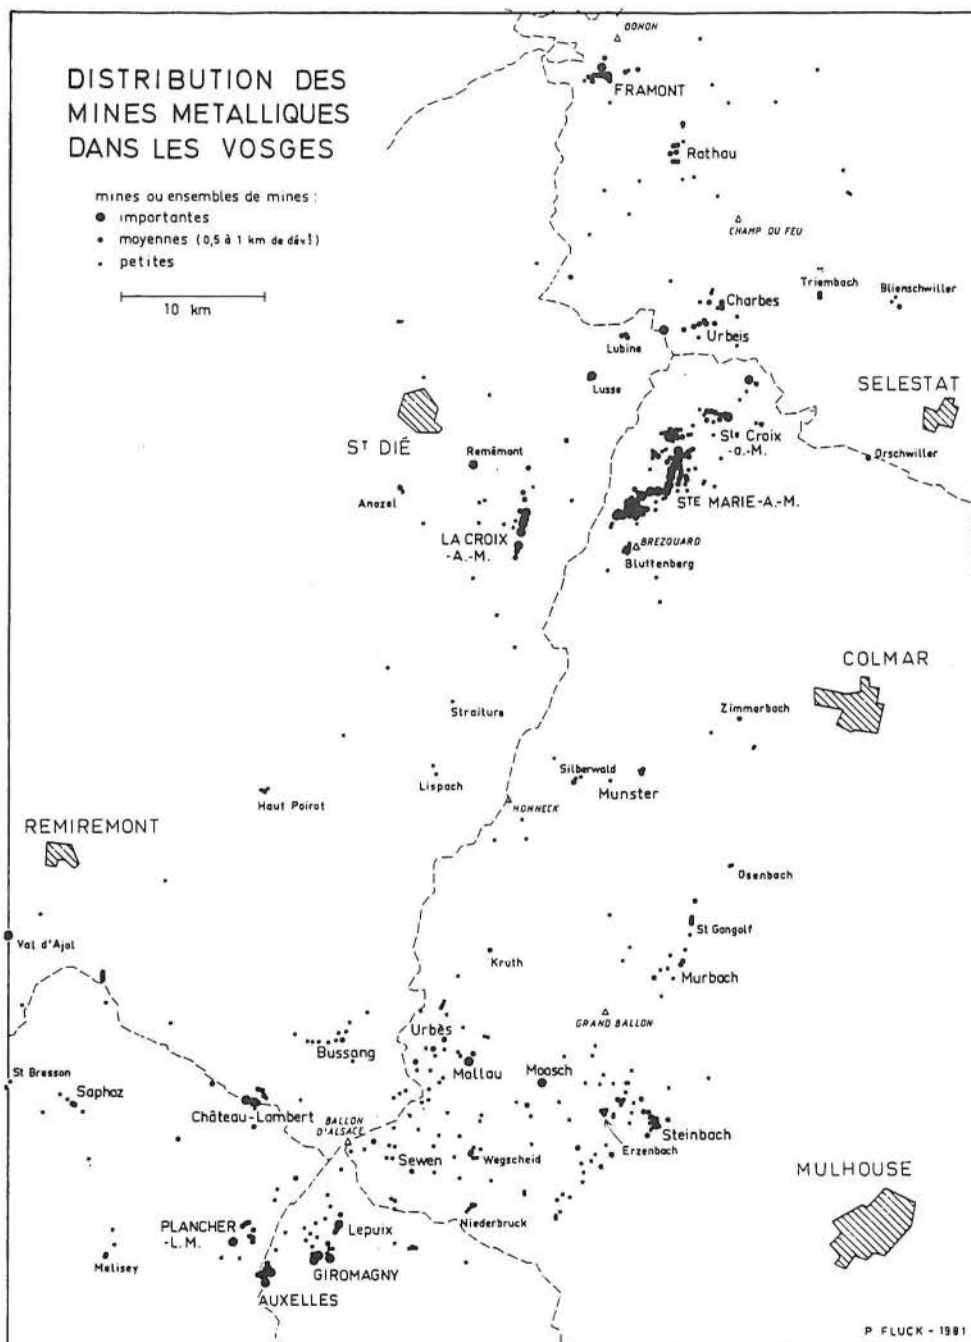 DISTRIBUTION DES
MINES METALLIQUES
DANS LES VOSGES
mines ou ensembles de mines :
importantes
moyennes (0,5 à 1 km de dév.t)
petites
10 km
DONON
FRAMONT
Rothau
CHAMP DU FEU
Triembach
Blienschwiller
Charbes
Urbeis
Lubine
Lusse
SELESTAT
ST DIÉ
Ste Croix
-a.-M.
Remémont
Orschwiller
Anozel
STE MARIE-A.-M.
LA CROIX
-A.-M.
BREZOUARD
Bluttenberg
COLMAR
Straiture
Zimmerbach
Silberwald
Lispach
Munster
Haut Poirot
HOHNECK
REMIREMONT
Osenbach
St Gangolf
Val d'Ajol
Kruth
Murbach
GRAND BALLON
Urbès
Bussang
Mallau
Moosch
St Bresson
Saphoz
Château-Lambert
BALLON
D'ALSACE
Steinbach
Erzenbach
Sewen
Wegscheid
MULHOUSE
Niederbruck
PLANCHER
-L.M.
Lepuix
Melisey
GIROMAGNY
AUXELLES
P FLUCK - 1981